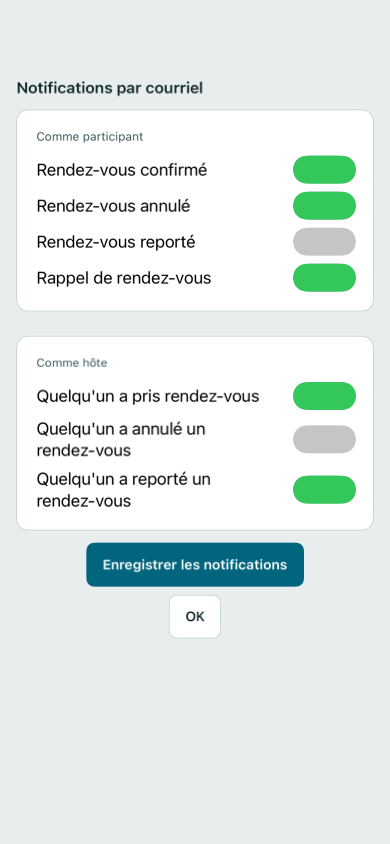 Notifications par courriel
Comme participant
Rendez-vous confirmé
Rendez-vous annulé
Rendez-vous reporté
Rappel de rendez-vous
Comme hôte
Quelqu'un a pris rendez-vous
Quelqu'un a annulé un
rendez-vous
Quelqu'un a reporté un
rendez-vous
Enregistrer les notifications
OK